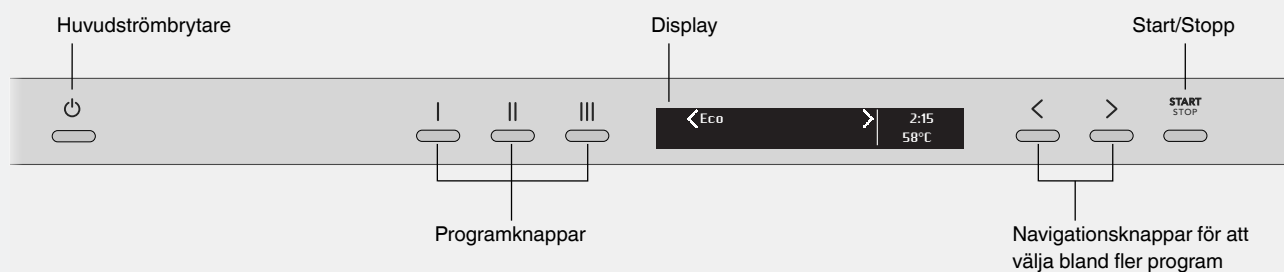 Huvudströmbrytare
Display
Start/Stopp
I
II
III
Eco
2:15
58°C
START
STOP
Programknappar
Navigationsknappar för att
välja bland fler program